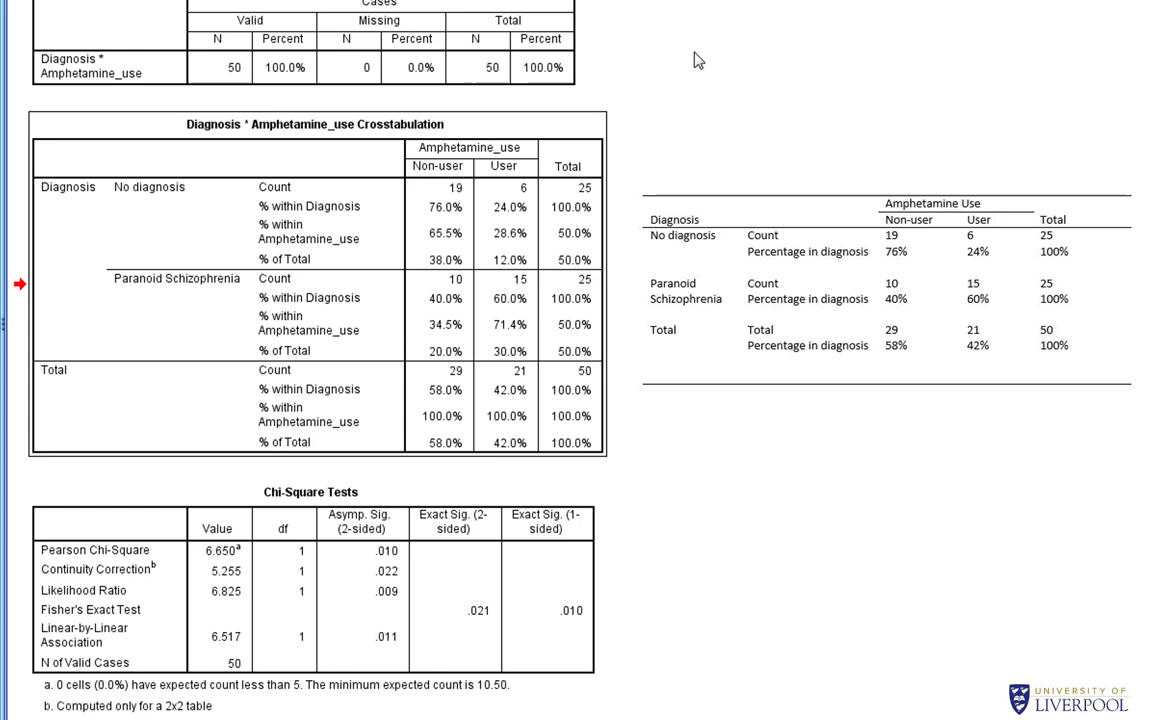 Cases
Valid Missing Total
N Percent N Percent N Percent
Diagnosis *
Amphetamine_use 50 100.0% 0 0.0% 50 100.0%
Diagnosis * Amphetamine_use Crosstabulation
Amphetamine_use
Non-user User Total
Diagnosis No diagnosis Count 19 6 25
% within Diagnosis 76.0% 24.0% 100.0%
% within
Amphetamine_use 65.5% 28.6% 50.0%
% of Total 38.0% 12.0% 50.0%
Paranoid Schizophrenia Count 10 15 25
% within Diagnosis 40.0% 60.0% 100.0%
% within
Amphetamine_use 34.5% 71.4% 50.0%
% of Total 20.0% 30.0% 50.0%
Total Count 29 21 50
% within Diagnosis 58.0% 42.0% 100.0%
% within
Amphetamine_use 100.0% 100.0% 100.0%
% of Total 58.0% 42.0% 100.0%
Amphetamine Use
Diagnosis Non-user User Total
No diagnosis Count 19 6 25
Percentage in diagnosis 76% 24% 100%
Paranoid Count 10 15 25
Schizophrenia Percentage in diagnosis 40% 60% 100%
Total Total 29 21 50
Percentage in diagnosis 58% 42% 100%
Chi-Square Tests
Value df Asymp. Sig. (2-sided) Exact Sig. (2-sided) Exact Sig. (1-sided)
Pearson Chi-Square 6.650a 1 .010
Continuity Correctionb 5.255 1 .022
Likelihood Ratio 6.825 1 .009
Fisher's Exact Test .021 .010
Linear-by-Linear
Association 6.517 1 .011
N of Valid Cases 50
a. 0 cells (0.0%) have expected count less than 5. The minimum expected count is 10.50.
b. Computed only for a 2x2 table
UNIVERSITY OF
LIVERPOOL